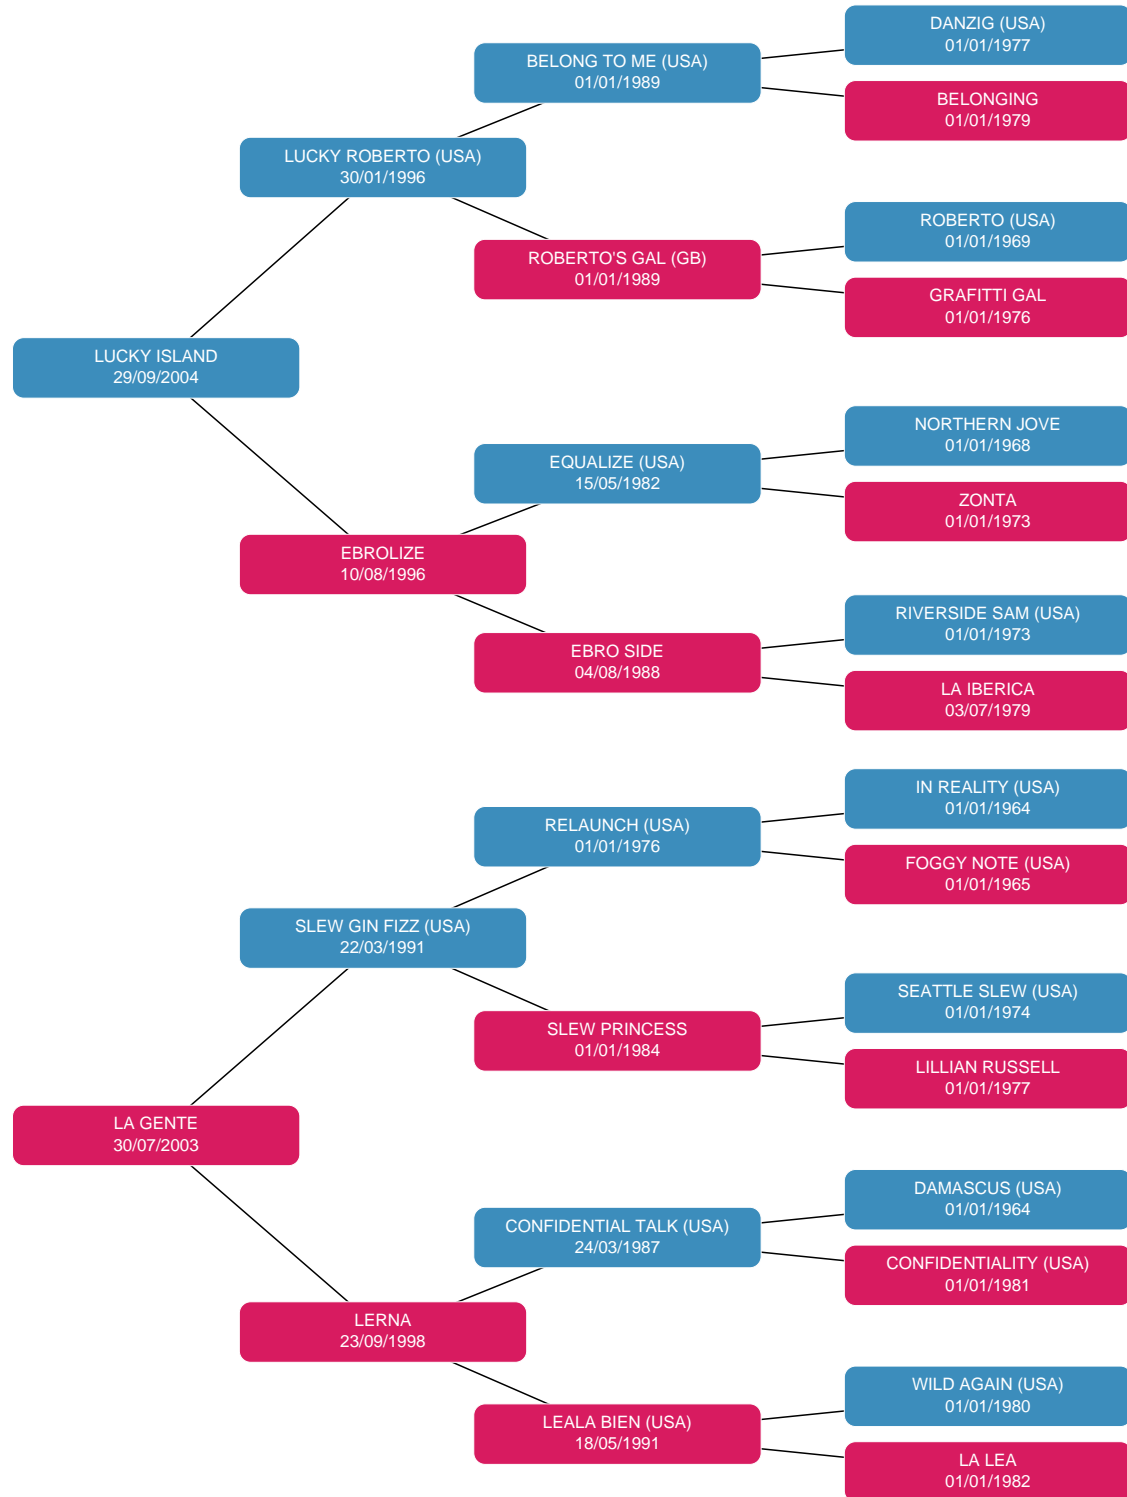 DANZIG (USA)
01/01/1977
BELONG TO ME (USA)
01/01/1989
BELONGING
01/01/1979
LUCKY ROBERTO (USA)
30/01/1996
ROBERTO (USA)
01/01/1969
ROBERTO'S GAL (GB)
01/01/1989
GRAFITTI GAL
01/01/1976
LUCKY ISLAND
29/09/2004
NORTHERN JOVE
01/01/1968
EQUALIZE (USA)
15/05/1982
ZONTA
01/01/1973
EBROLIZE
10/08/1996
RIVERSIDE SAM (USA)
01/01/1973
EBRO SIDE
04/08/1988
LA IBERICA
03/07/1979
IN REALITY (USA)
01/01/1964
RELAUNCH (USA)
01/01/1976
FOGGY NOTE (USA)
01/01/1965
SLEW GIN FIZZ (USA)
22/03/1991
SEATTLE SLEW (USA)
01/01/1974
SLEW PRINCESS
01/01/1984
LILLIAN RUSSELL
01/01/1977
LA GENTE
30/07/2003
DAMASCUS (USA)
01/01/1964
CONFIDENTIAL TALK (USA)
24/03/1987
CONFIDENTIALITY (USA)
01/01/1981
LERNA
23/09/1998
WILD AGAIN (USA)
01/01/1980
LEALA BIEN (USA)
18/05/1991
LA LEA
01/01/1982